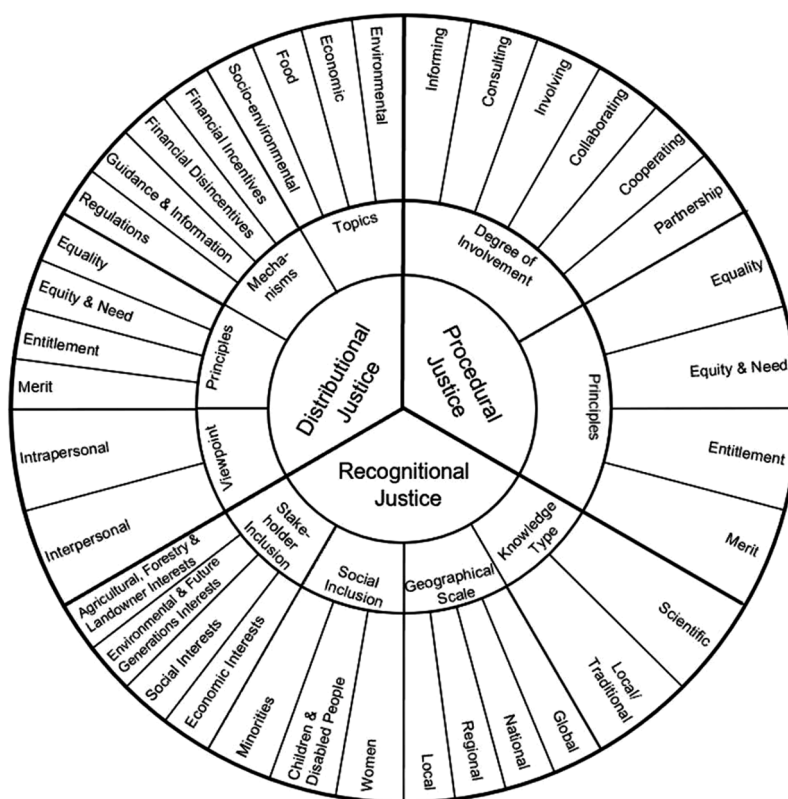 Distributional
Justice
Procedural
Justice
Recognitional
Justice
Topics
Degree of
Involvement
Principles
Knowledge
Type
Geographical
Scale
Social
Inclusion
Stake-
holder
Inclusion
Viewpoint
Principles
Mecha-
nisms
Informing
Consulting
Involving
Collaborating
Cooperating
Partnership
Equality
Equity & Need
Entitlement
Merit
Scientific
Local/
Traditional
Global
National
Regional
Local
Women
Children &
Disabled People
Minorities
Economic Interests
Social Interests
Environmental & Future
Generations Interests
Agricultural, Forestry &
Landowner Interests
Interpersonal
Intrapersonal
Merit
Entitlement
Equity & Need
Equality
Regulations
Guidance & Information
Financial DisIncentives
Financial Incentives
Socio-environmental
Food
Economic
Environmental